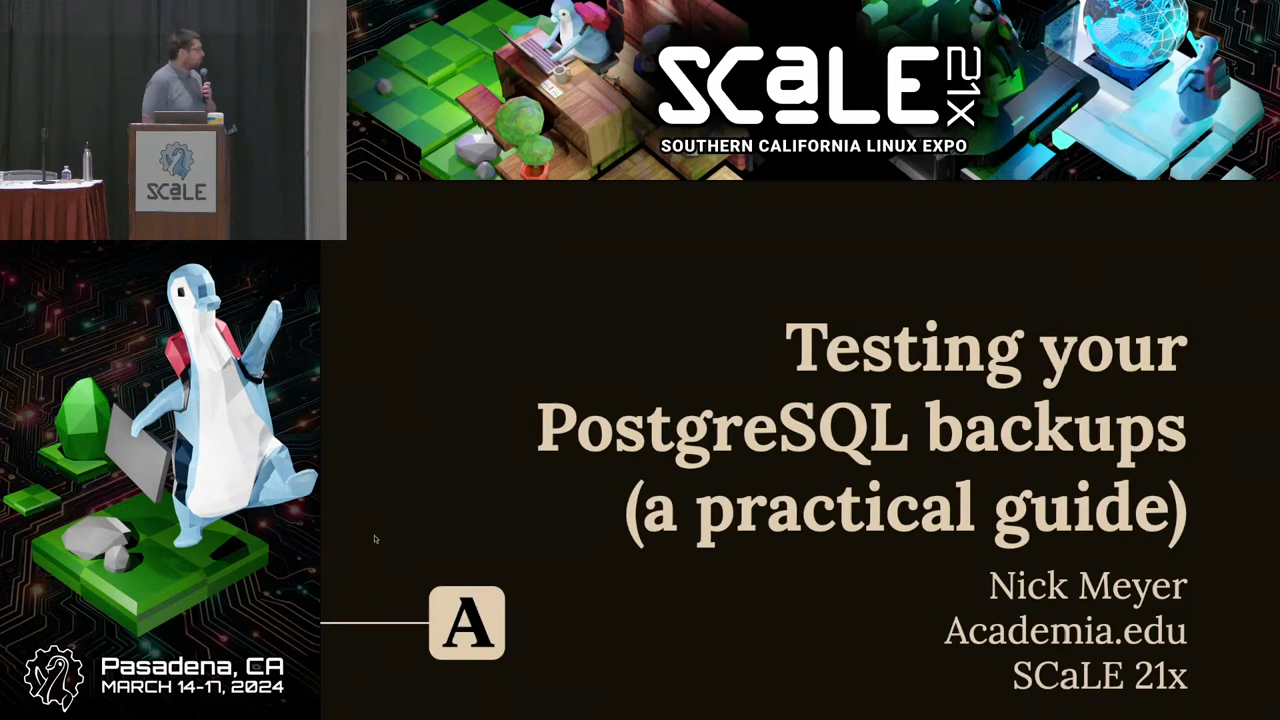 SCaLE
SCaLE 21x
SOUTHERN CALIFORNIA LINUX EXPO
Testing your
PostgreSQL backups
(a practical guide)
Nick Meyer
Academia.edu
SCaLE 21x
A
Pasadena, CA
MARCH 14-17, 2024